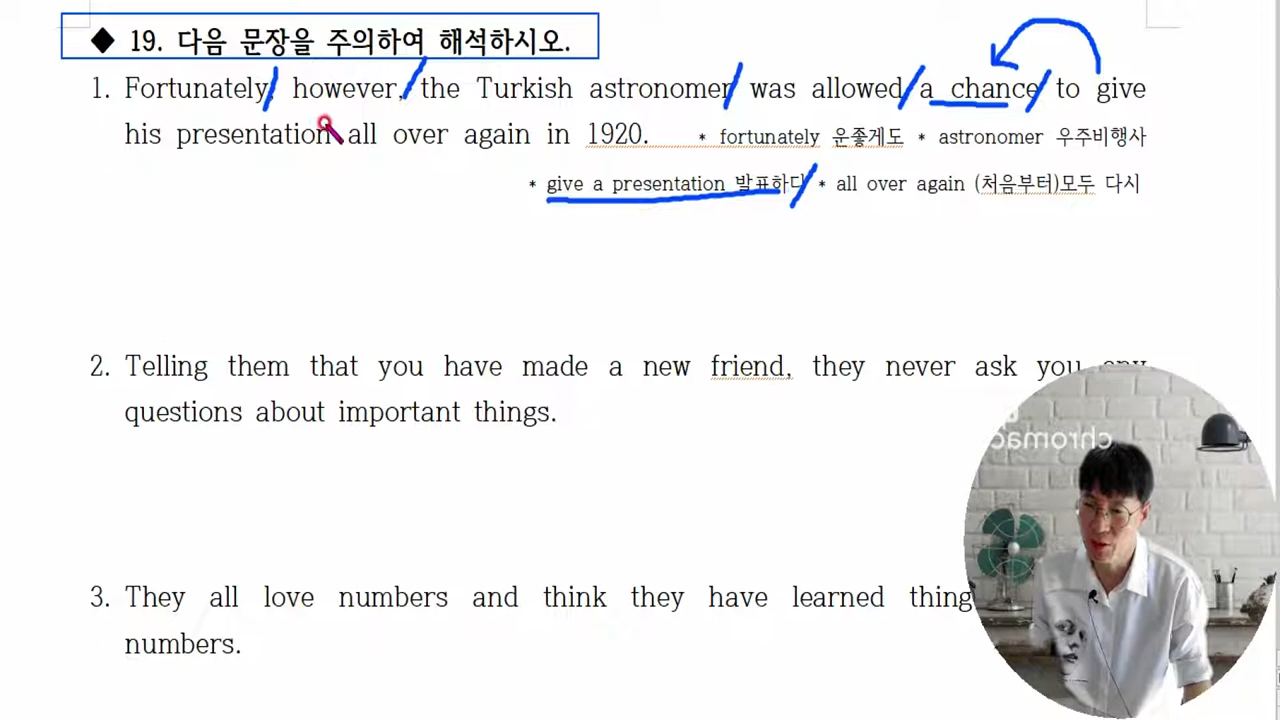 ◆ 19. 다음 문장을 주의하여 해석하시오.
1. Fortunately, however, the Turkish astronomer was allowed a chance to give
his presentation all over again in 1920. * fortunately 운좋게도 * astronomer 우주비행사
* give a presentation 발표하다 * all over again (처음부터)모두 다시
2. Telling them that you have made a new friend, they never ask you any
questions about important things.
chromac
3. They all love numbers and think they have learned thing
numbers.